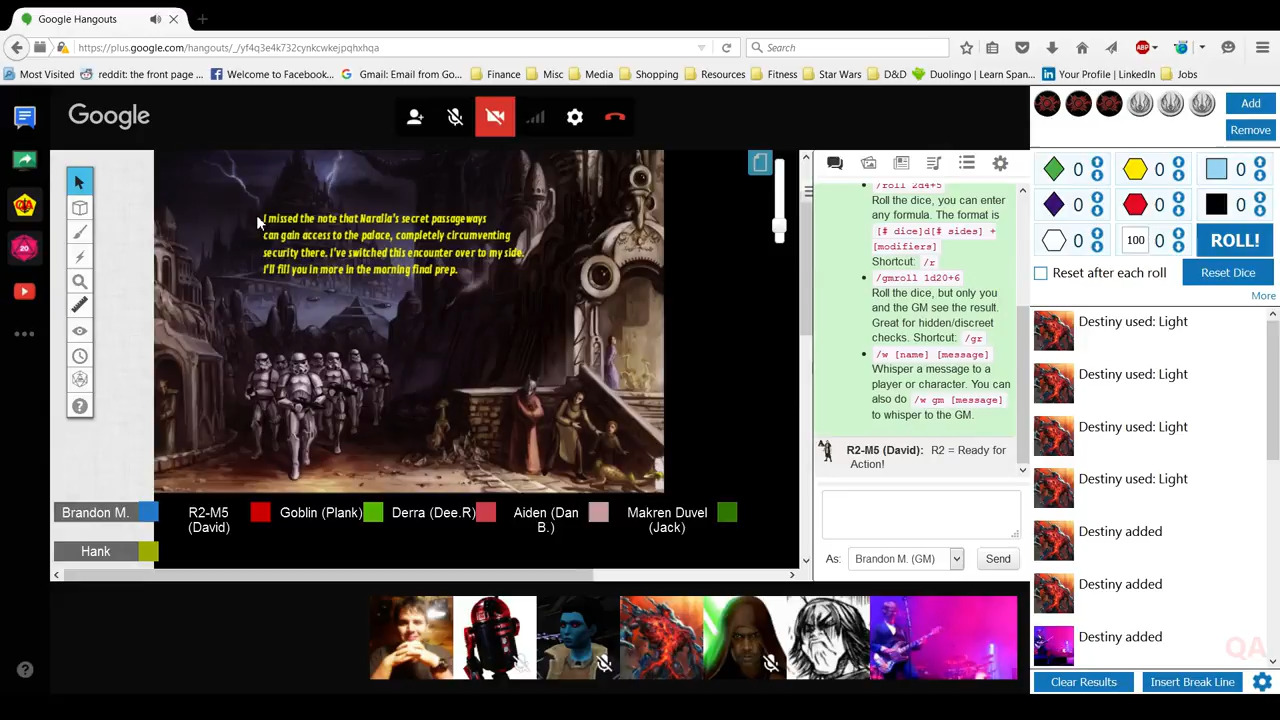 Google Hangouts
https://plus.google.com/hangouts/_/yf4q3e4k732cynkcwkejpqhxhqa
Search
ABP
Most Visited
reddit: the front page ...
Welcome to Facebook...
Gmail: Email from Go...
Finance
Misc
Media
Shopping
Resources
Fitness
Star Wars
D&D
Duolingo | Learn Span...
Your Profile | LinkedIn
Jobs
Google
I missed the note that Naralla's secret passageways
can gain access to the palace, completely circumventing
security there. I've switched this encounter over to my side.
I'll fill you in more in the morning final prep.
20
Brandon M.
R2-M5
(David)
Goblin (Plank)
Derra (Dee.R)
Aiden (Dan
B.)
Makren Duvel
(Jack)
Hank
/roll 2d4+5
Roll the dice, you can enter
any formula. The format is
[# dice]d[# sides] +
[modifiers]
Shortcut: /r
/gmroll 1d20+6
Roll the dice, but only you
and the GM see the result.
Great for hidden/discreet
checks. Shortcut: /gr
/w [name] [message]
Whisper a message to a
player or character. You can
also do /w gm [message]
to whisper to the GM.
R2-M5 (David): R2 = Ready for
Action!
As: Brandon M. (GM)
Send
Add
Remove
0
0
0
0
0
0
0
100
0
ROLL!
Reset after each roll
Reset Dice
More
Destiny used: Light
Destiny used: Light
Destiny used: Light
Destiny used: Light
Destiny added
Destiny added
Destiny added
QA
Clear Results
Insert Break Line